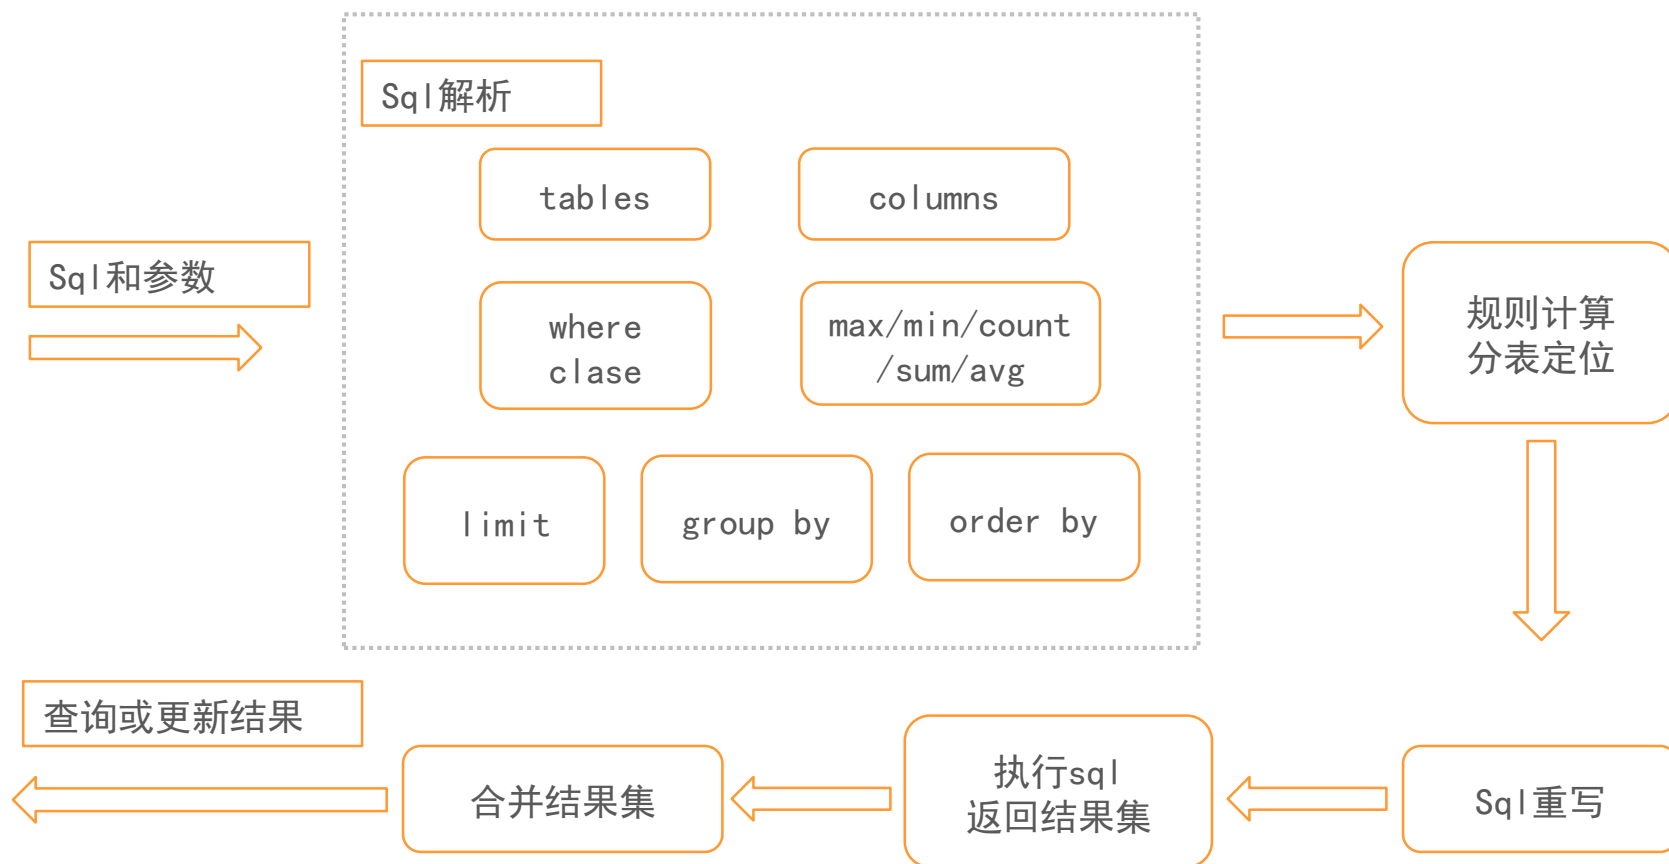 Sql解析
tables
columns
Sql和参数
where
clase
max/min/count
/sum/avg
规则计算
分表定位
limit
group by
order by
查询或更新结果
合并结果集
执行sql
返回结果集
Sql重写